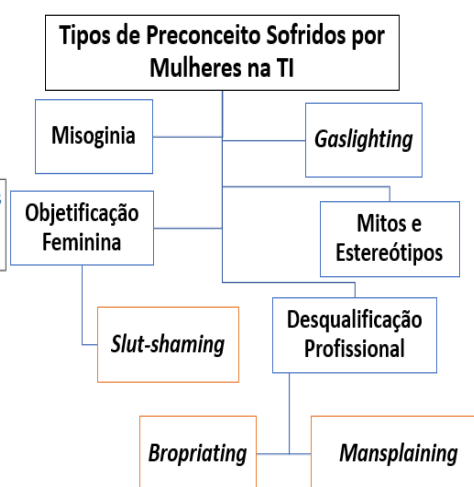 Tipos de Preconceito Sofridos por
Mulheres na TI
Misoginia
Gaslighting
Objetificação
Feminina
Mitos e
Estereótipos
Slut-shaming
Desqualificação
Profissional
Bropriating
Mansplaining